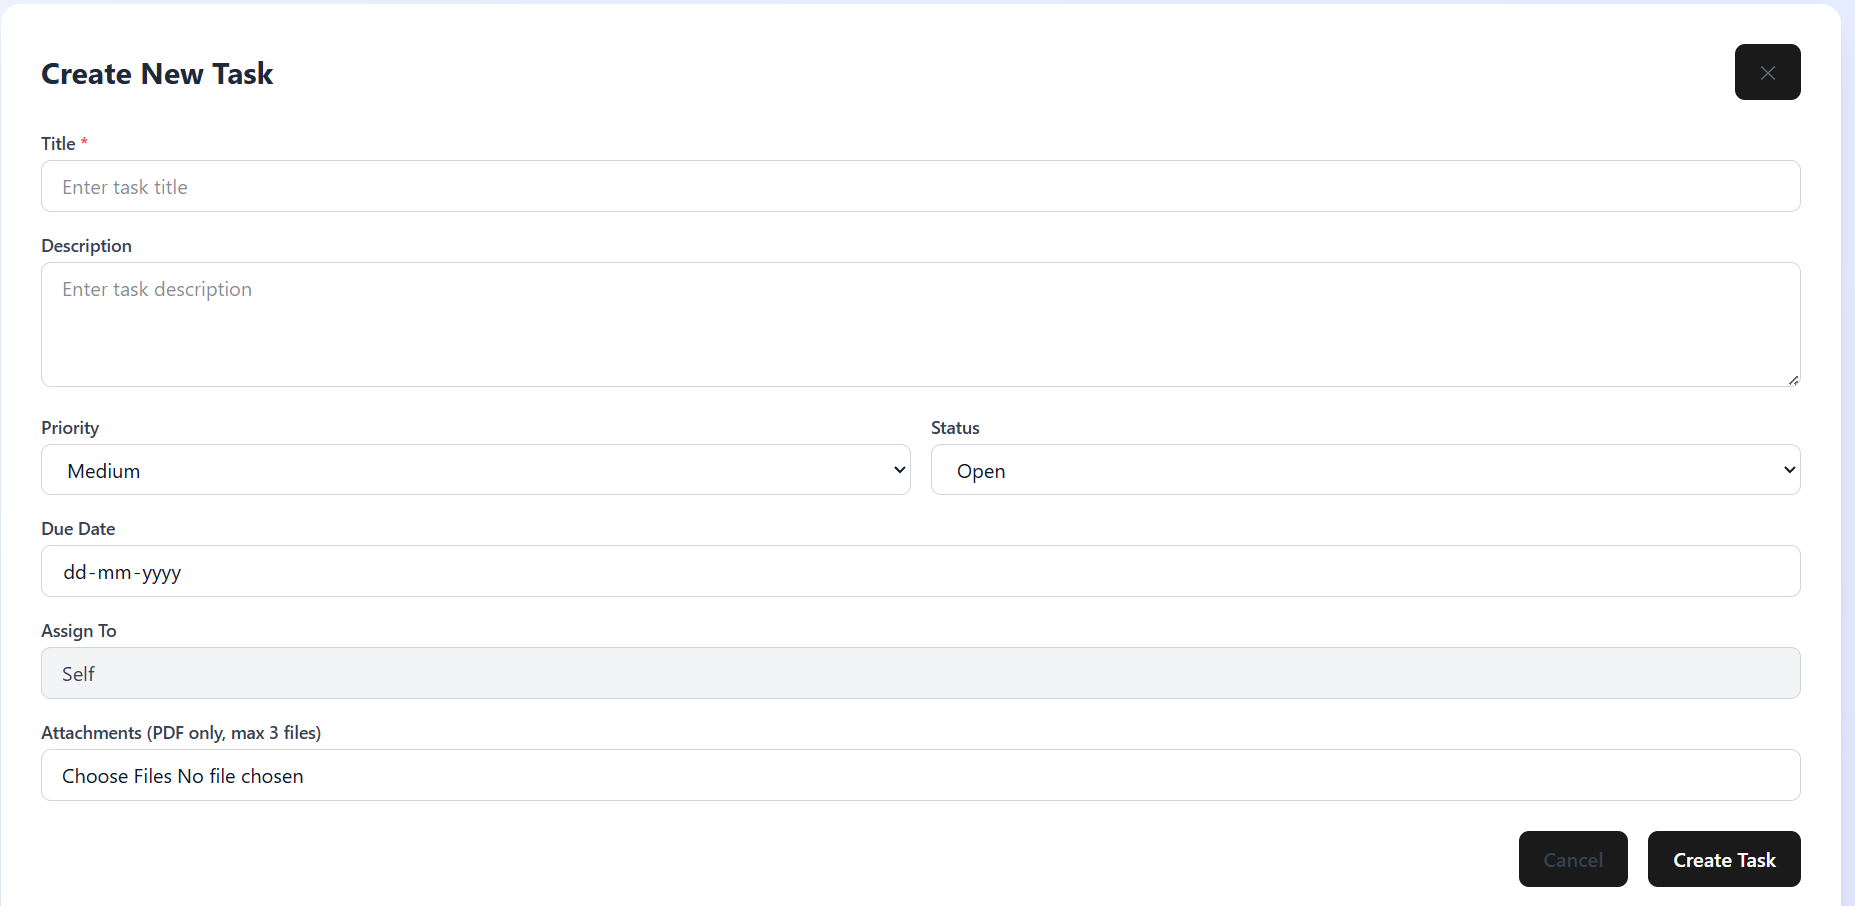 Create New Task
Title *
Enter task title
Description
Enter task description
Priority
Status
Medium
Open
Due Date
dd-mm-yyyy
Assign To
Self
Attachments (PDF only, max 3 files)
Choose Files No file chosen
Cancel
Create Task